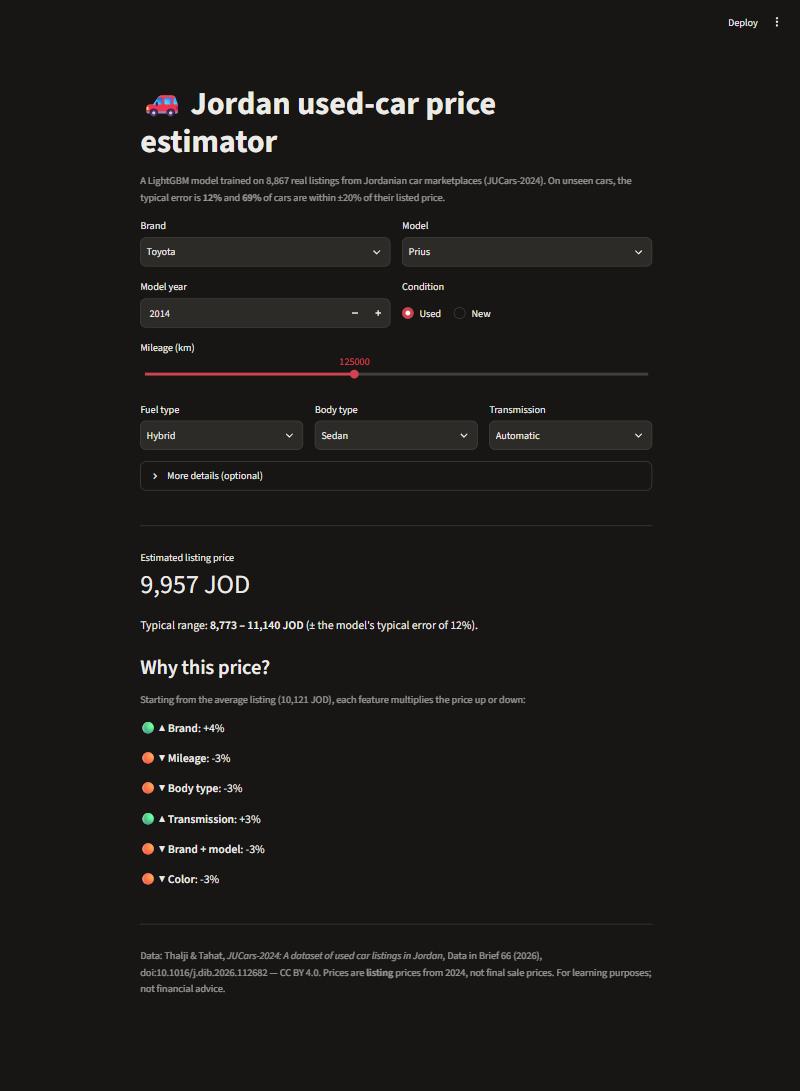 Deploy
Jordan used-car price
estimator
A LightGBM model trained on 8,867 real listings from Jordanian car marketplaces (JUCars-2024). On unseen cars, the
typical error is 12% and 69% of cars are within ±20% of their listed price.
Brand
Model
Toyota
Prius
Model year
Condition
2014
Used
New
Mileage (km)
125000
Fuel type
Body type
Transmission
Hybrid
Sedan
Automatic
More details (optional)
Estimated listing price
9,957 JOD
Typical range: 8,773 – 11,140 JOD (± the model's typical error of 12%).
Why this price?
Starting from the average listing (10,121 JOD), each feature multiplies the price up or down:
▲ Brand: +4%
▼ Mileage: -3%
▼ Body type: -3%
▲ Transmission: +3%
▼ Brand + model: -3%
▼ Color: -3%
Data: Thalji & Tahat, JUCars-2024: A dataset of used car listings in Jordan, Data in Brief 66 (2026),
doi:10.1016/j.dib.2026.112682 — CC BY 4.0. Prices are listing prices from 2024, not final sale prices. For learning purposes;
not financial advice.